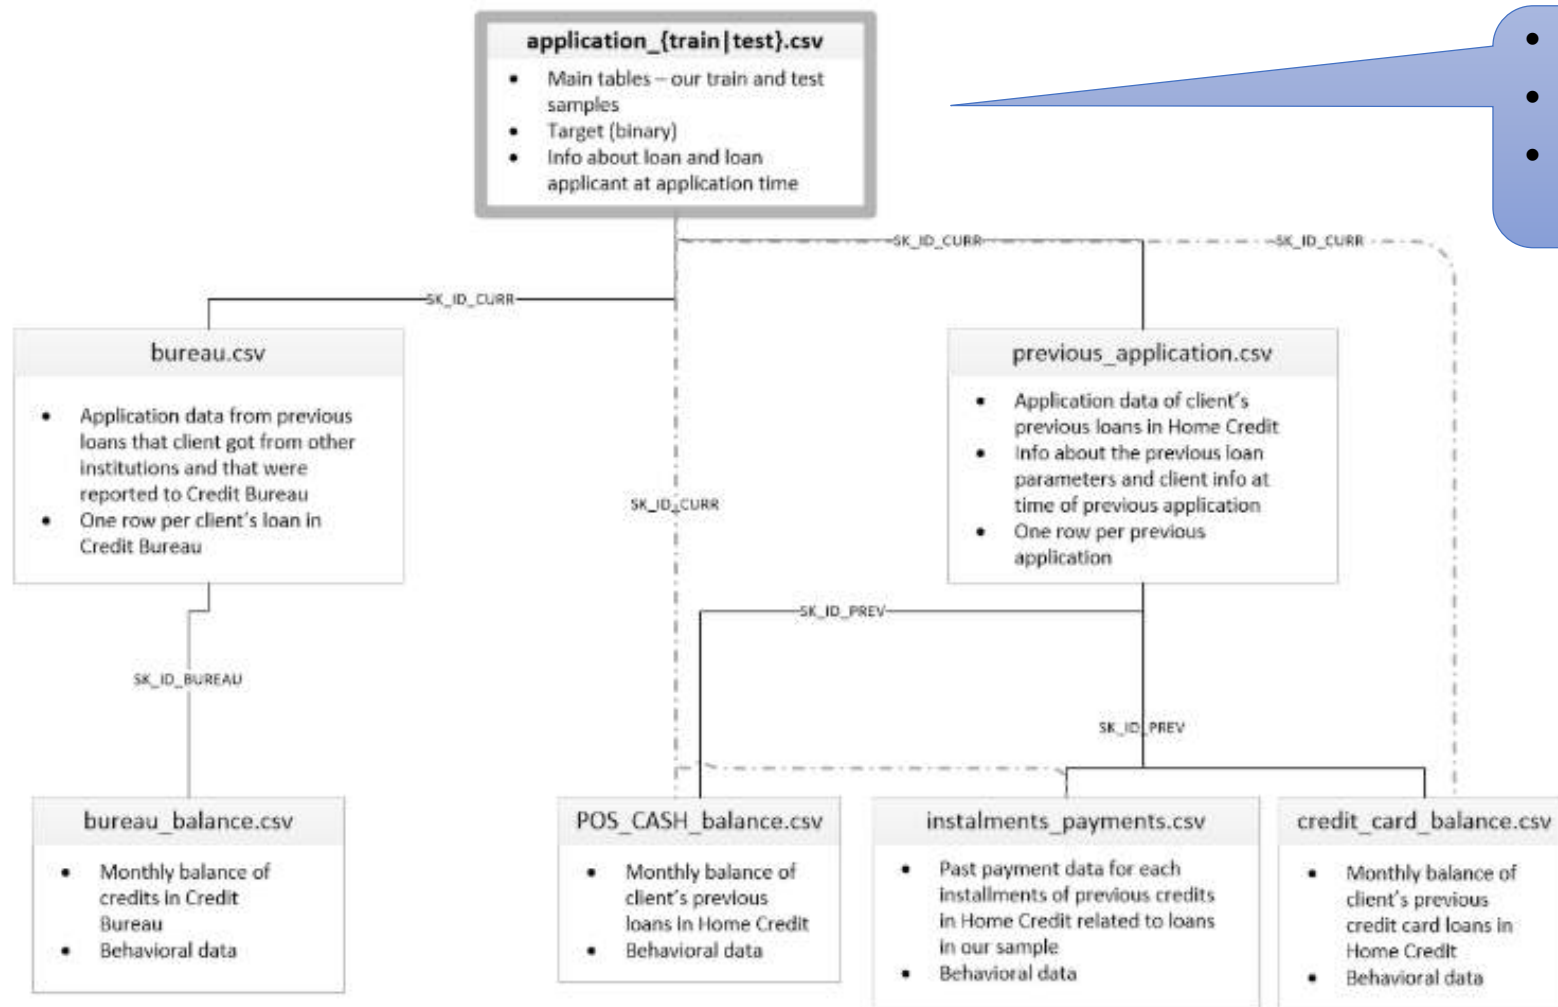 application_{train|test}.csv
• Main tables – our train and test
samples
• Target (binary)
• Info about loan and loan
applicant at application time
•
•
•
SK_ID_CURR
SK_ID_CURR
SK_ID_CURR
bureau.csv
• Application data from previous
loans that client got from other
institutions and that were
reported to Credit Bureau
• One row per client's loan in
Credit Bureau
previous_application.csv
• Application data of client's
previous loans in Home Credit
• Info about the previous loan
parameters and client info at
time of previous application
• One row per previous
application
SK_ID_CURR
SK_ID_PREV
SK_ID_BUREAU
SK_ID_PREV
bureau_balance.csv
• Monthly balance of
credits in Credit
Bureau
• Behavioral data
POS_CASH_balance.csv
• Monthly balance of
client's previous
loans in Home Credit
• Behavioral data
instalments_payments.csv
• Past payment data for each
installments of previous credits
in Home Credit related to loans
in our sample
• Behavioral data
credit_card_balance.csv
• Monthly balance of
client's previous
credit card loans in
Home Credit
• Behavioral data